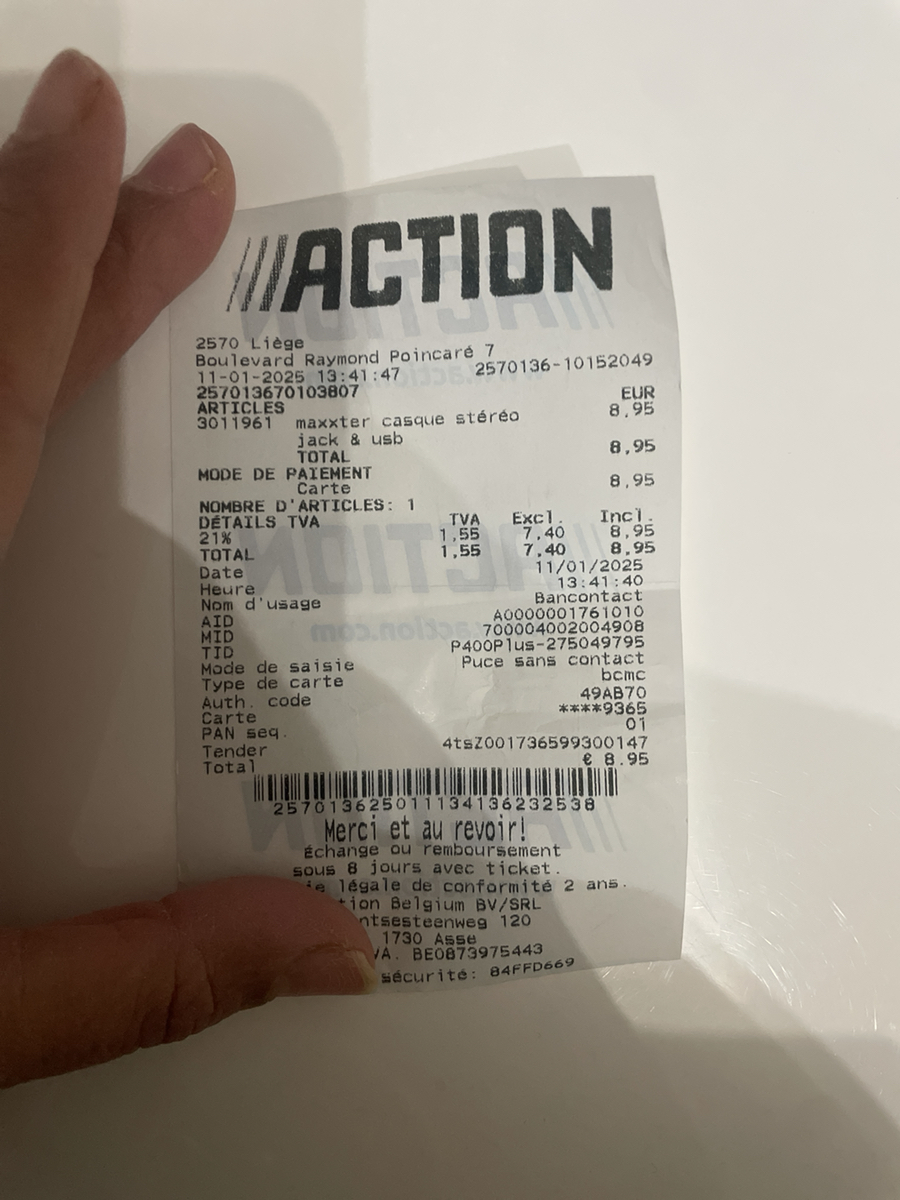 ACTION
2570 Liège
Boulevard Raymond Poincaré 7
11-01-2025 13:41:47 2570136-10152049
257013670103807 EUR
ARTICLES 8,95
3011961 maxxter casque stéréo
jack & usb
TOTAL 8,95
MODE DE PAIEMENT
Carte 8,95
NOMBRE D'ARTICLES: 1
DÉTAILS TVA TVA Excl. Incl.
21% 1,55 7,40 8,95
TOTAL 1,55 7,40 8,95
Date 11/01/2025
Heure 13:41:40
Nom d'usage Bancontact
AID A0000001761010
MID 700004002004908
TID P400Plus-275049795
Mode de saisie Puce sans contact
Type de carte bcmc
Auth. code 49AB70
Carte ****9365
PAN seq. 01
Tender 4tsZ001736599300147
Total € 8.95
2570136250111134136232538
Merci et au revoir!
Échange ou remboursement
sous 8 jours avec ticket.
légale de conformité 2 ans.
Belgium BV/SRL
120
1730 Asse
BE0873975443
sécurité: 84FFD669